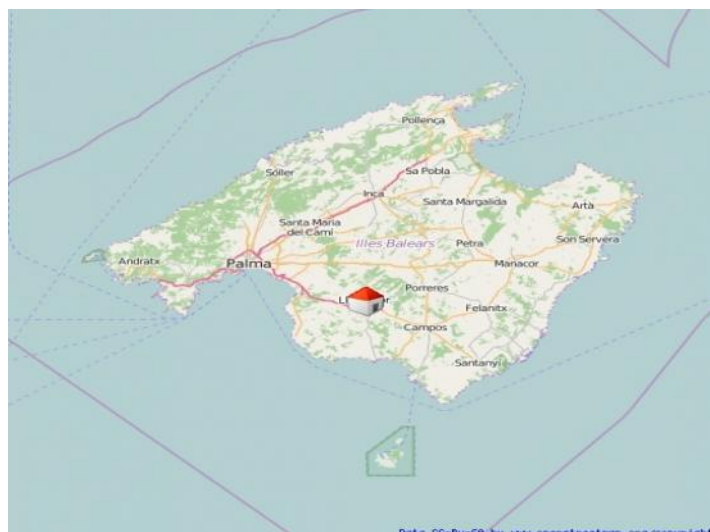 Pollença
Sa Pobla
Sóller
Inca
Santa Margalida
Artà
Santa Maria
del Camí
Illes Balears
Petra
Son Servera
Andratx
Palma
Manacor
Porreres
Felanitx
Campos
Santanyí